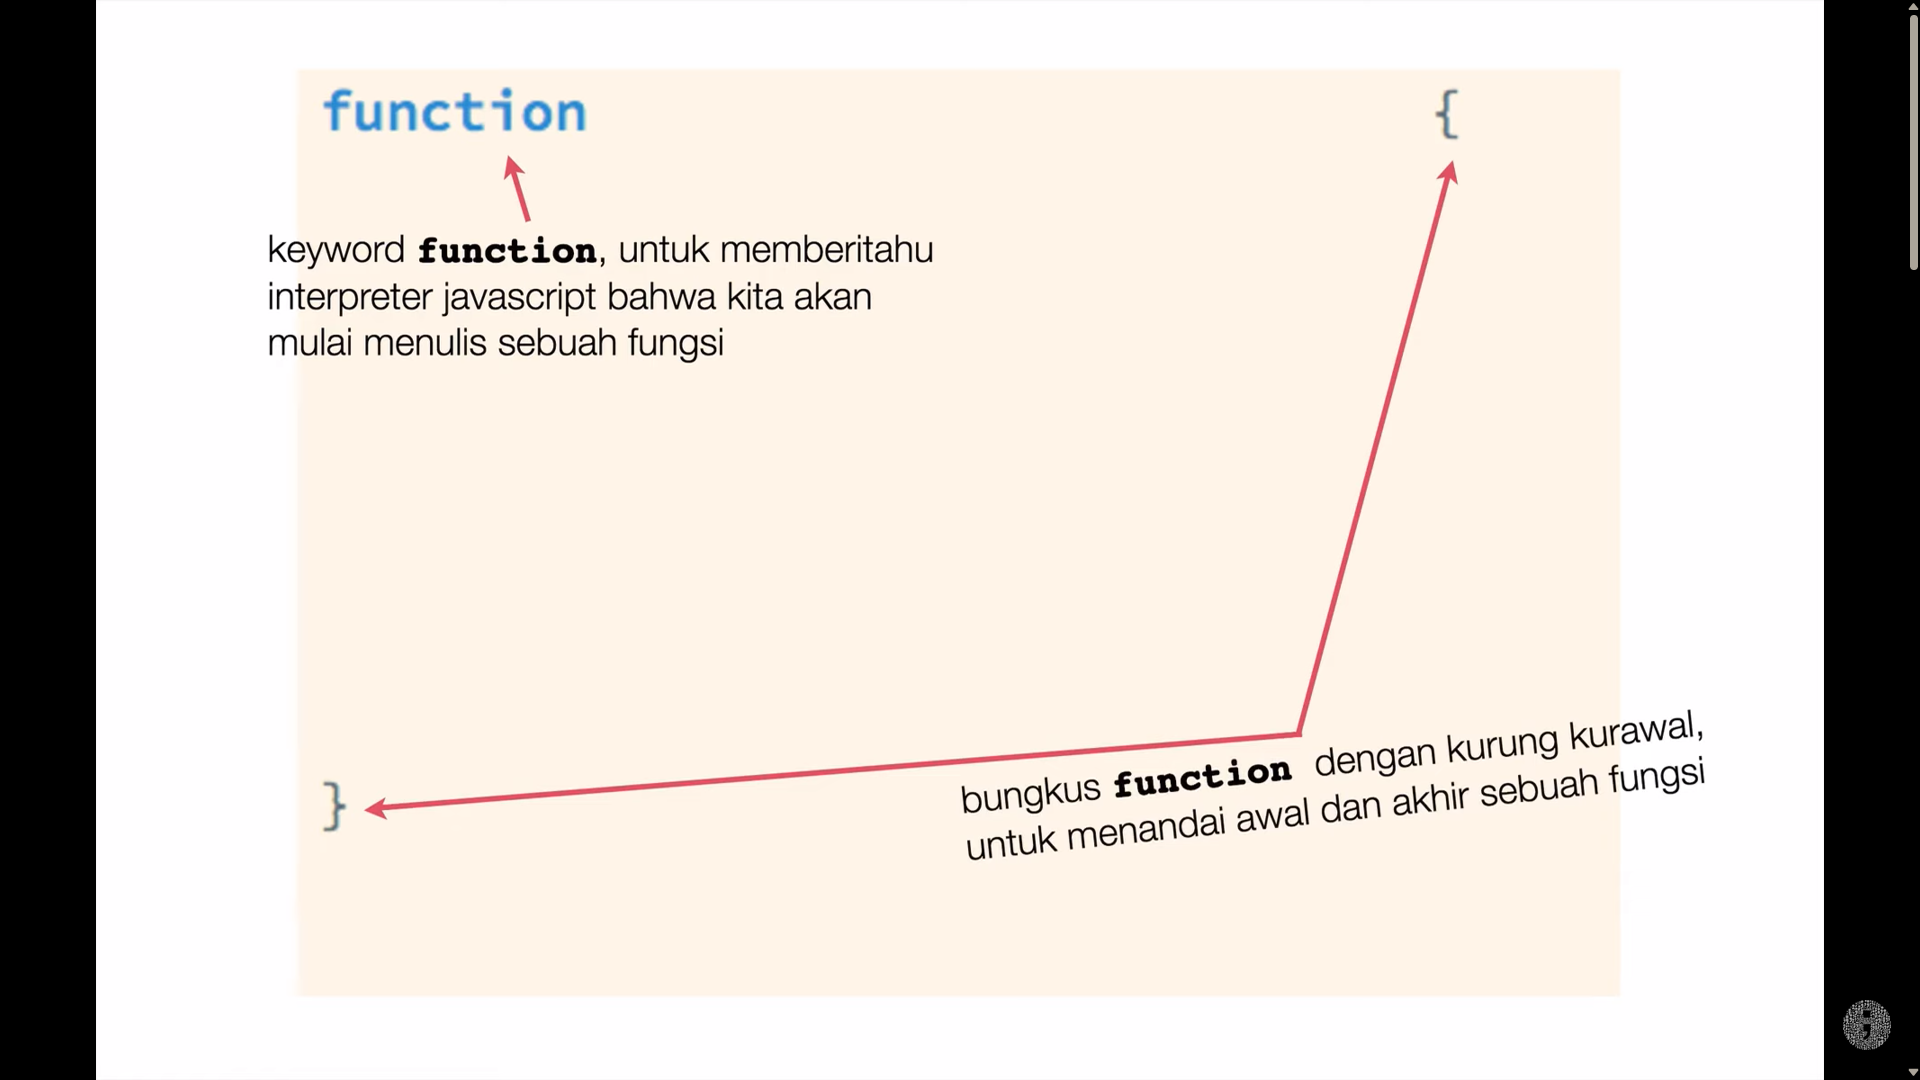 function {
keyword function, untuk memberitahu
interpreter javascript bahwa kita akan
mulai menulis sebuah fungsi
}
bungkus function dengan kurung kurawal,
untuk menandai awal dan akhir sebuah fungsi